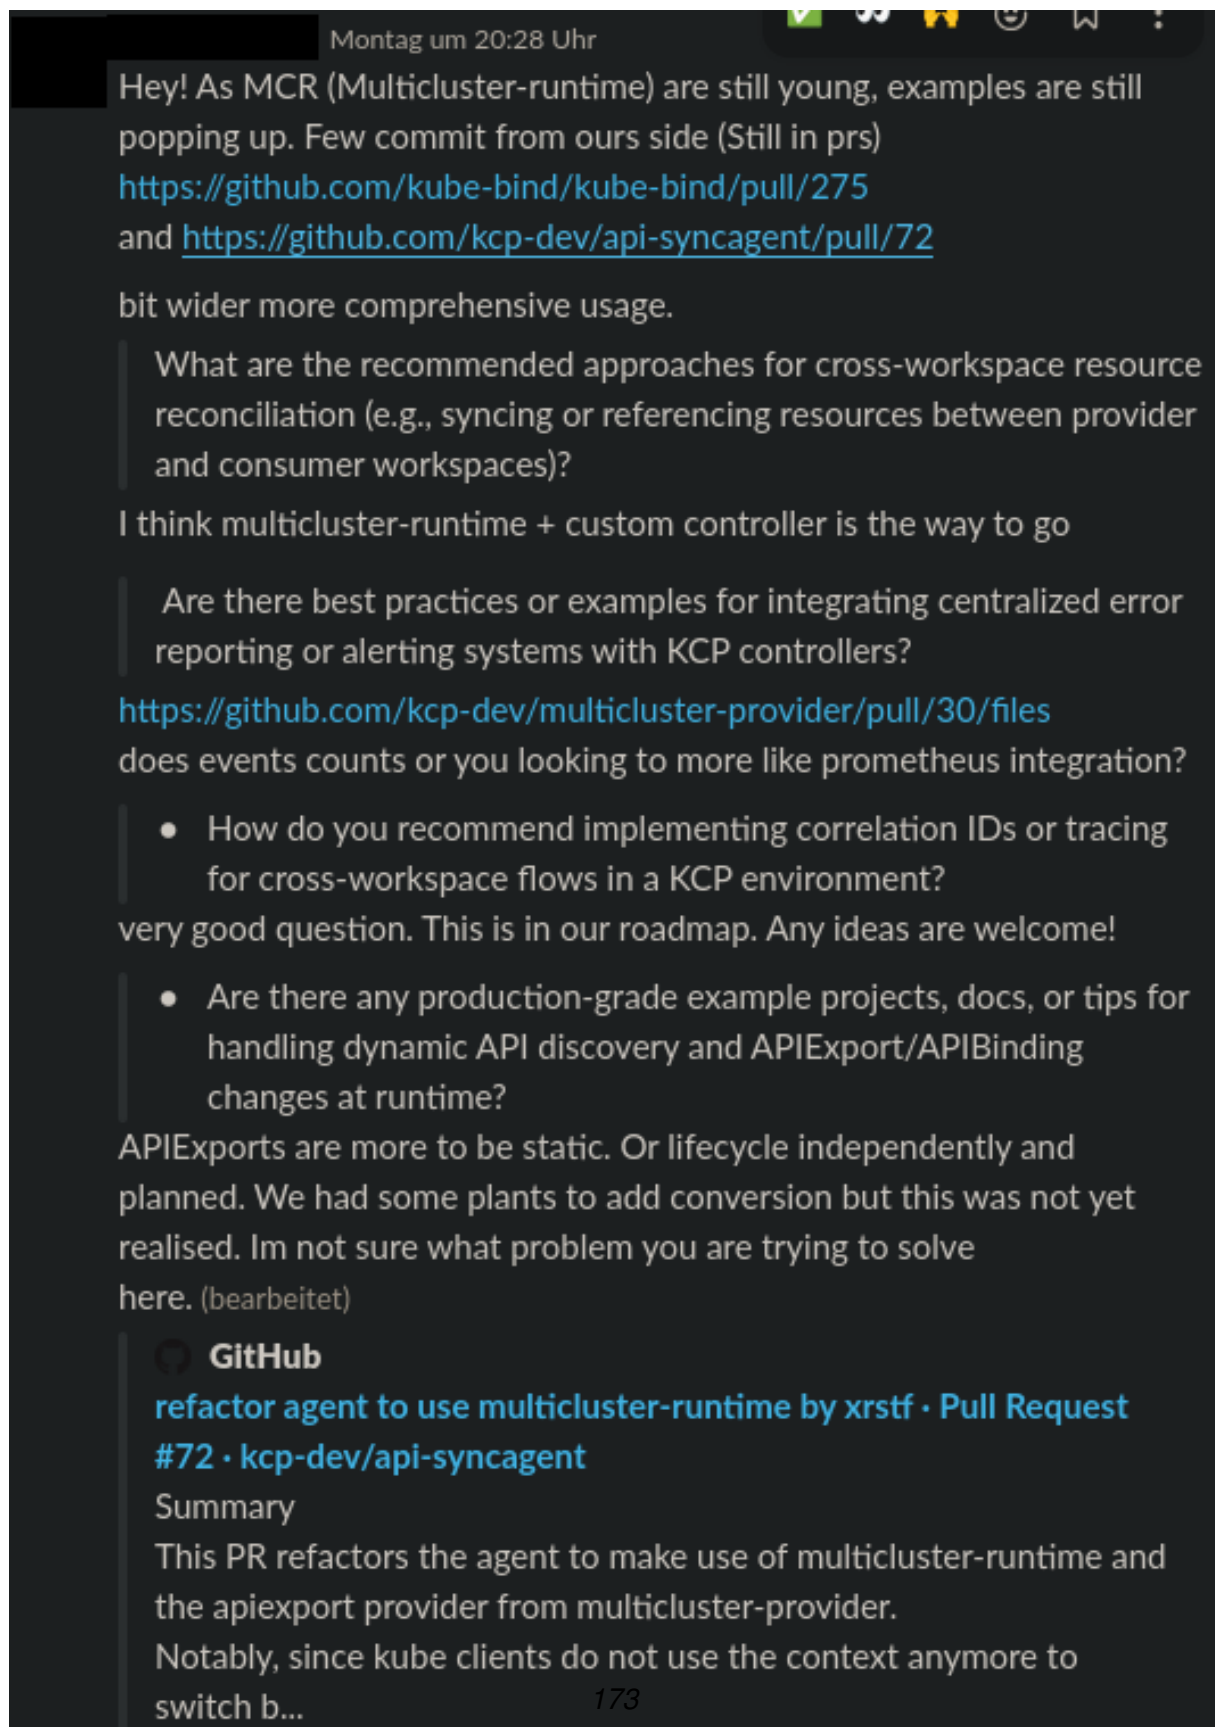 Montag um 20:28 Uhr
Hey! As MCR (Multicluster-runtime) are still young, examples are still
popping up. Few commit from ours side (Still in prs)
https://github.com/kube-bind/kube-bind/pull/275
and https://github.com/kcp-dev/api-syncagent/pull/72
bit wider more comprehensive usage.
What are the recommended approaches for cross-workspace resource
reconciliation (e.g., syncing or referencing resources between provider
and consumer workspaces)?
I think multicluster-runtime + custom controller is the way to go
Are there best practices or examples for integrating centralized error
reporting or alerting systems with KCP controllers?
https://github.com/kcp-dev/multicluster-provider/pull/30/files
does events counts or you looking to more like prometheus integration?
• How do you recommend implementing correlation IDs or tracing
for cross-workspace flows in a KCP environment?
very good question. This is in our roadmap. Any ideas are welcome!
• Are there any production-grade example projects, docs, or tips for
handling dynamic API discovery and APIExport/APIBinding
changes at runtime?
APIExports are more to be static. Or lifecycle independently and
planned. We had some plants to add conversion but this was not yet
realised. Im not sure what problem you are trying to solve
here. (bearbeitet)
GitHub
refactor agent to use multicluster-runtime by xrstf · Pull Request
#72 · kcp-dev/api-syncagent
Summary
This PR refactors the agent to make use of multicluster-runtime and
the apiexport provider from multicluster-provider.
Notably, since kube clients do not use the context anymore to
switch b...
173